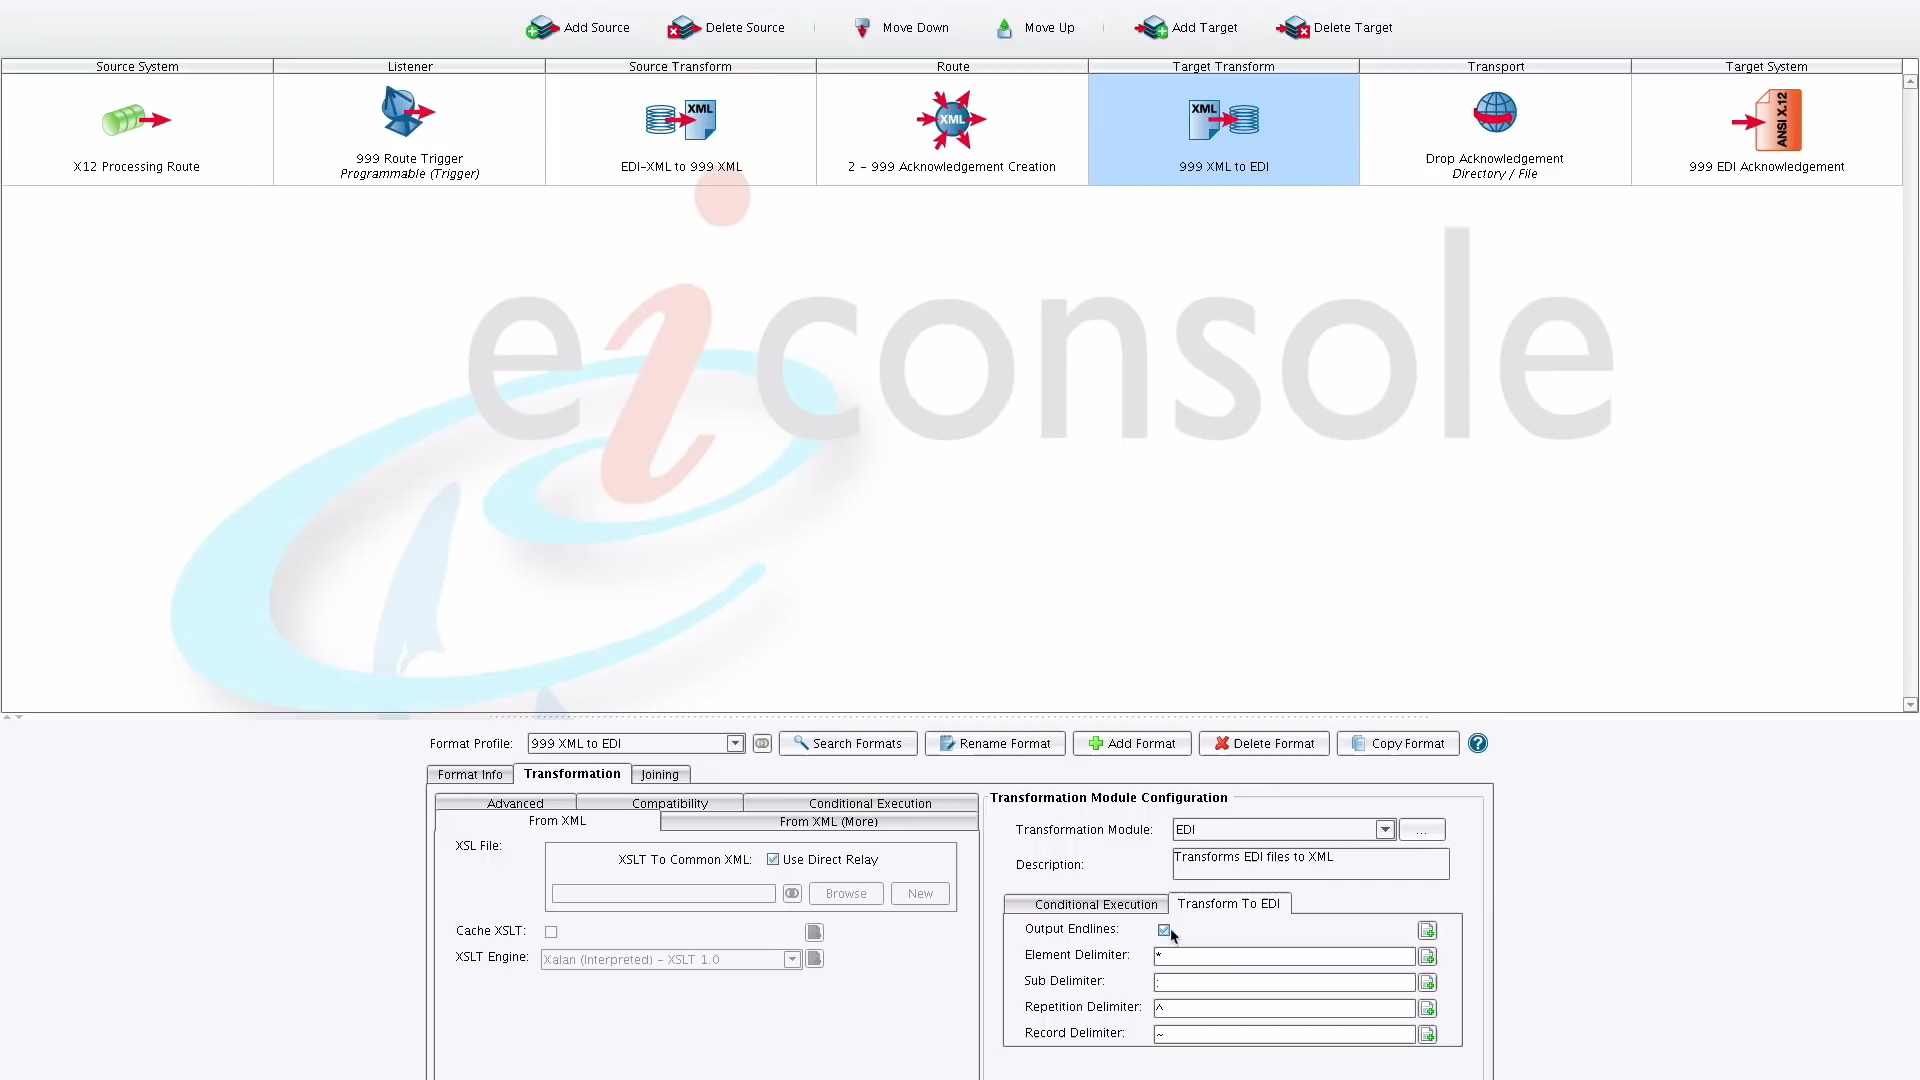 Add Source
Delete Source
Move Down
Move Up
Add Target
Delete Target
Source System
Listener
Source Transform
Route
Target Transform
Transport
Target System
XML
XML
XML
ANSI X.12
X12 Processing Route
999 Route Trigger
Programmable (Trigger)
EDI-XML to 999 XML
2 - 999 Acknowledgement Creation
999 XML to EDI
Drop Acknowledgement
Directory / File
999 EDI Acknowledgement
eiconsole
Format Profile:
999 XML to EDI
Search Formats
Rename Format
Add Format
Delete Format
Copy Format
?
Format Info
Transformation
Joining
Advanced
Compatibility
Conditional Execution
From XML
From XML (More)
XSL File:
XSLT To Common XML:
Use Direct Relay
Browse
New
Cache XSLT:
XSLT Engine:
Xalan (Interpreted) - XSLT 1.0
Transformation Module Configuration
Transformation Module:
EDI
...
Description:
Transforms EDI files to XML
Conditional Execution
Transform To EDI
Output Endlines:
Element Delimiter:
*
Sub Delimiter:
:
Repetition Delimiter:
^
Record Delimiter:
~